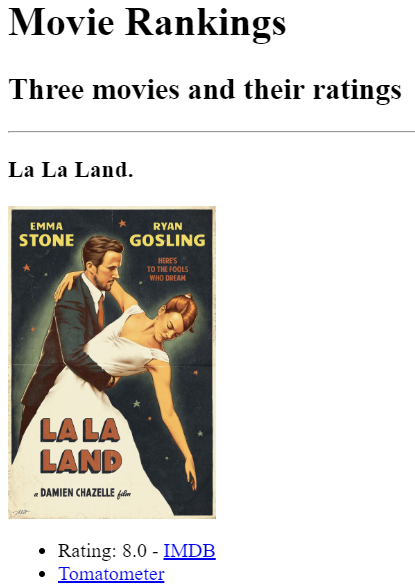 Movie Rankings
Three movies and their ratings
La La Land.
EMMA STONE
RYAN GOSLING
HERE'S
TO THE FOOLS
WHO DREAM
LA LA
LAND
a DAMIEN CHAZELLE film
Rating: 8.0 - IMDB
Tomatometer